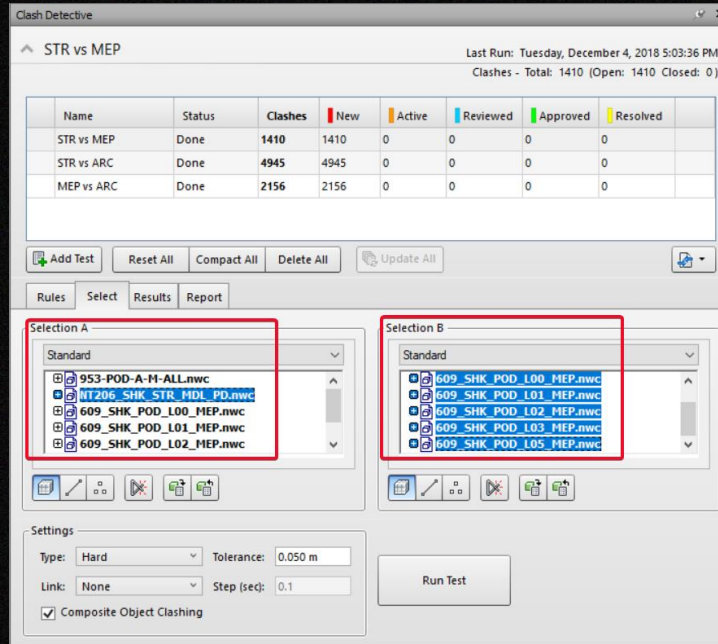 Clash Detective
STR vs MEP
Last Run: Tuesday, December 4, 2018 5:03:36 PM
Clashes - Total: 1410 (Open: 1410 Closed: 0)
Name Status Clashes New Active Reviewed Approved Resolved
STR vs MEP Done 1410 1410 0 0 0 0
STR vs ARC Done 4945 4945 0 0 0 0
MEP vs ARC Done 2156 2156 0 0 0 0
Add Test Reset All Compact All Delete All Update All
Rules Select Results Report
Selection A
Standard
953-POD-A-M-ALL.nwc
NT206_SHK_STR_MDL_PD.nwc
609_SHK_POD_L00_MEP.nwc
609_SHK_POD_L01_MEP.nwc
609_SHK_POD_L02_MEP.nwc
Selection B
Standard
609_SHK_POD_L00_MEP.nwc
609_SHK_POD_L01_MEP.nwc
609_SHK_POD_L02_MEP.nwc
609_SHK_POD_L03_MEP.nwc
609_SHK_POD_L05_MEP.nwc
Settings
Type: Hard Tolerance: 0.050 m
Link: None Step (sec): 0.1
Composite Object Clashing
Run Test